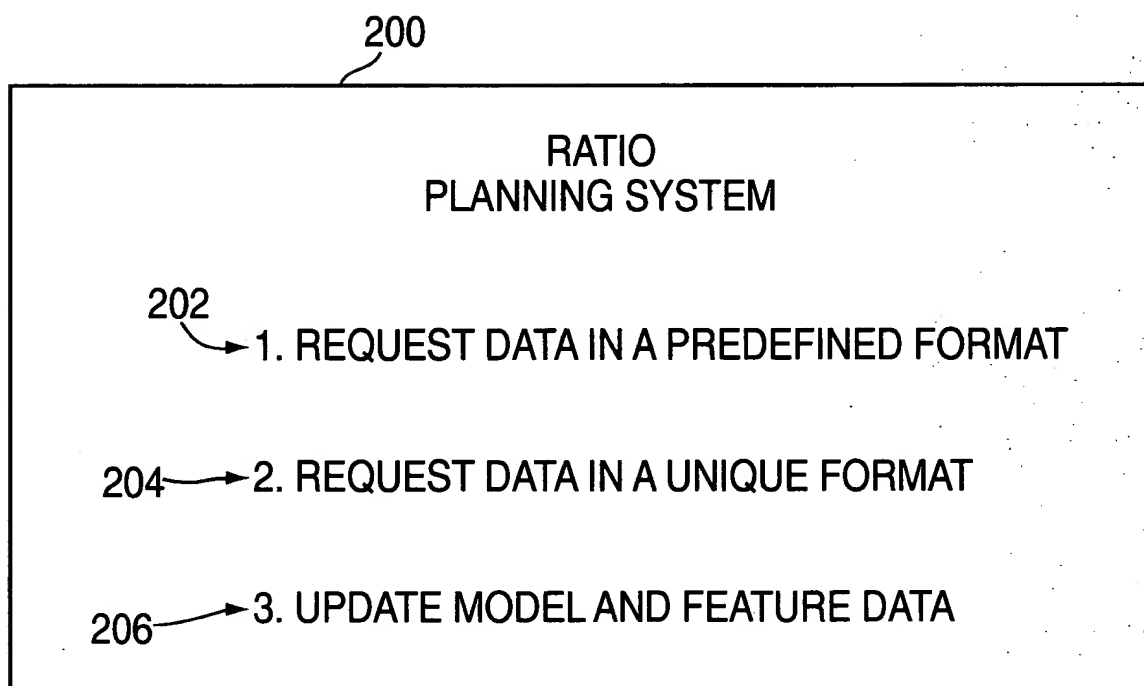 200
RATIO
PLANNING SYSTEM
202
1. REQUEST DATA IN A PREDEFINED FORMAT
204
2. REQUEST DATA IN A UNIQUE FORMAT
206
3. UPDATE MODEL AND FEATURE DATA